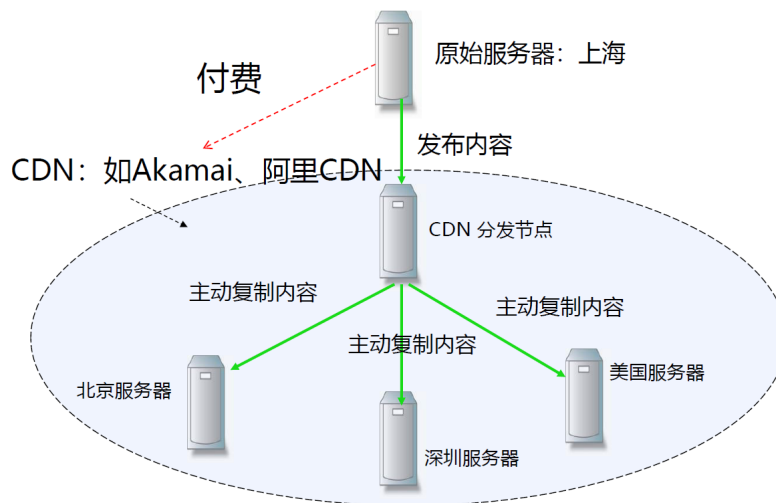 原始服务器：上海
付费
发布内容
CDN：如Akamai、阿里CDN
CDN 分发节点
主动复制内容
主动复制内容
主动复制内容
美国服务器
北京服务器
深圳服务器